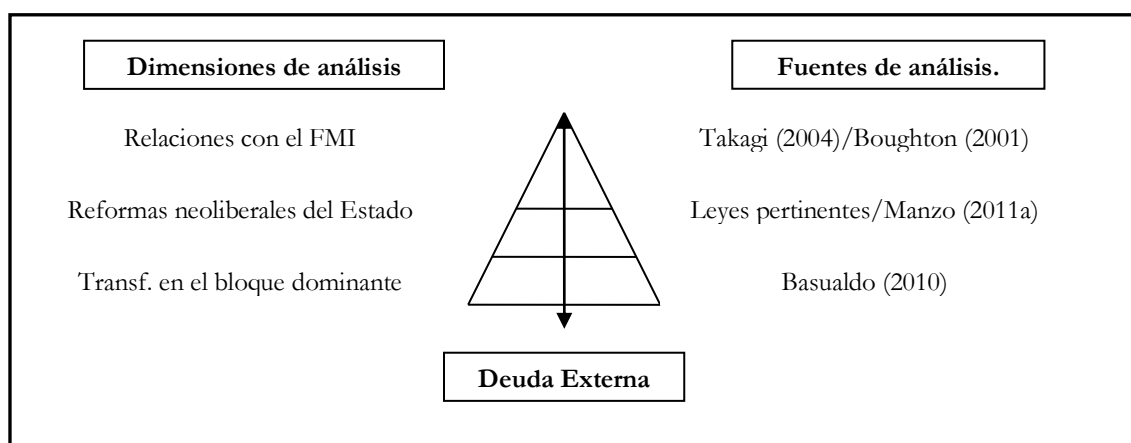 Dimensiones de análisis
Fuentes de análisis.
Relaciones con el FMI
Takagi (2004)/Boughton (2001)
Reformas neoliberales del Estado
Leyes pertinentes/Manzo (2011a)
Transf. en el bloque dominante
Basualdo (2010)
Deuda Externa